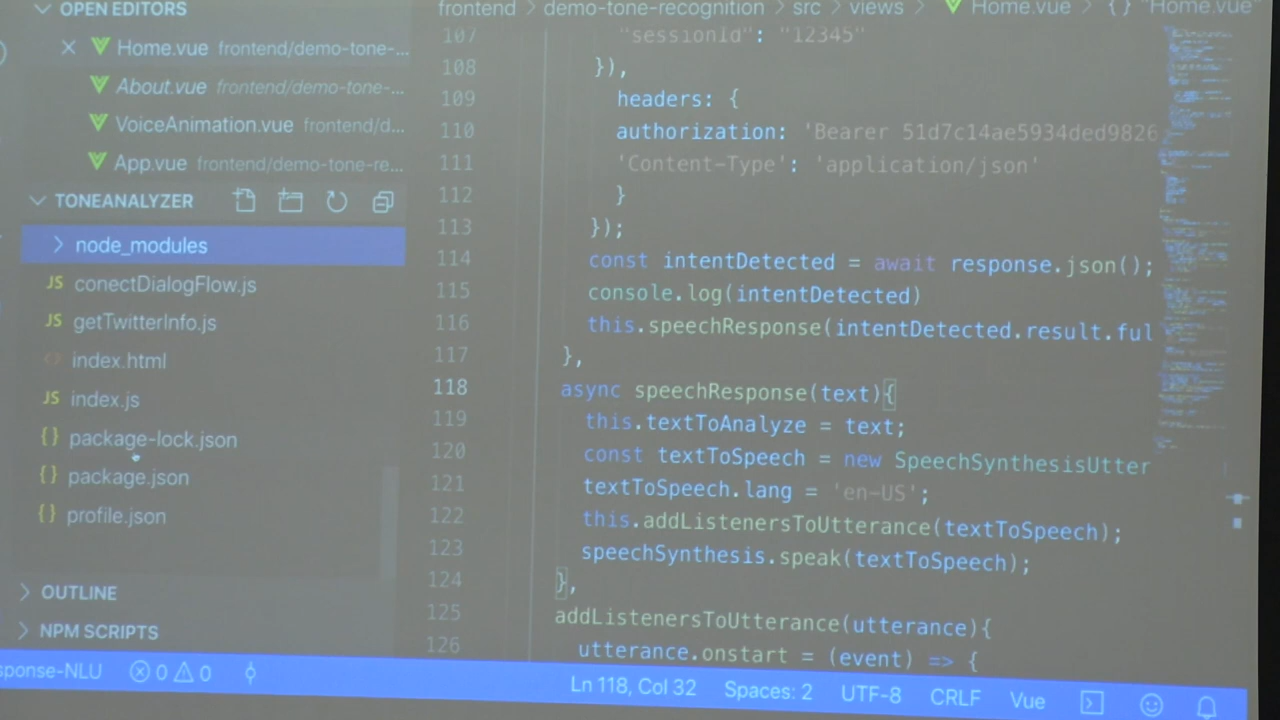 OPEN EDITORS
Home.vue frontend/demo-tone-...
About.vue frontend/demo-tone-...
VoiceAnimation.vue frontend/d...
App.vue frontend/demo-tone-re...
TONEANALYZER
node_modules
JS conectDialogFlow.js
JS getTwitterInfo.js
<> index.html
JS index.js
{} package-lock.json
{} package.json
{} profile.json
OUTLINE
NPM SCRIPTS
frontend > demo-tone-recognition > src > views > Home.vue > {} "Home.vue"
107 "sessionId": "12345"
108 }),
109 headers: {
110 authorization: 'Bearer 51d7c14ae5934ded9826
111 'Content-Type': 'application/json'
112 }
113 });
114 const intentDetected = await response.json();
115 console.log(intentDetected)
116 this.speechResponse(intentDetected.result.ful
117 },
118 async speechResponse(text){
119 this.textToAnalyze = text;
120 const textToSpeech = new SpeechSynthesisUtter
121 textToSpeech.lang = 'en-US';
122 this.addListenersToUtterance(textToSpeech);
123 speechSynthesis.speak(textToSpeech);
124 },
125 addListenersToUtterance(utterance){
126 utterance.onstart = (event) => {
sponse-NLU 0 0 Ln 118, Col 32 Spaces: 2 UTF-8 CRLF Vue